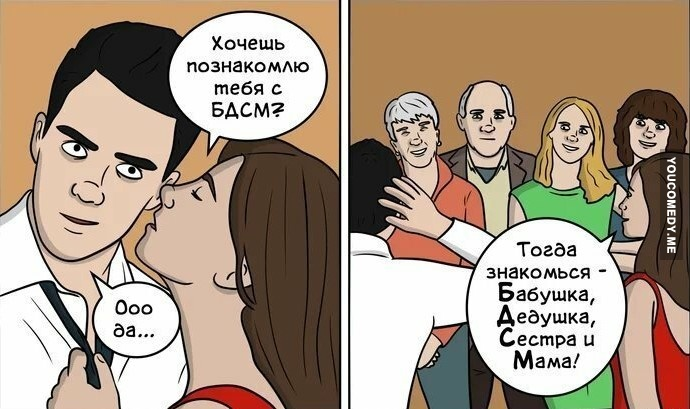 Хочешь
познакомлю
тебя с
БДСМ?
Ооо
да...
Тогда
знакомься -
Бабушка,
Дедушка,
Сестра и
Мама!
YOUCOMEDY.ME